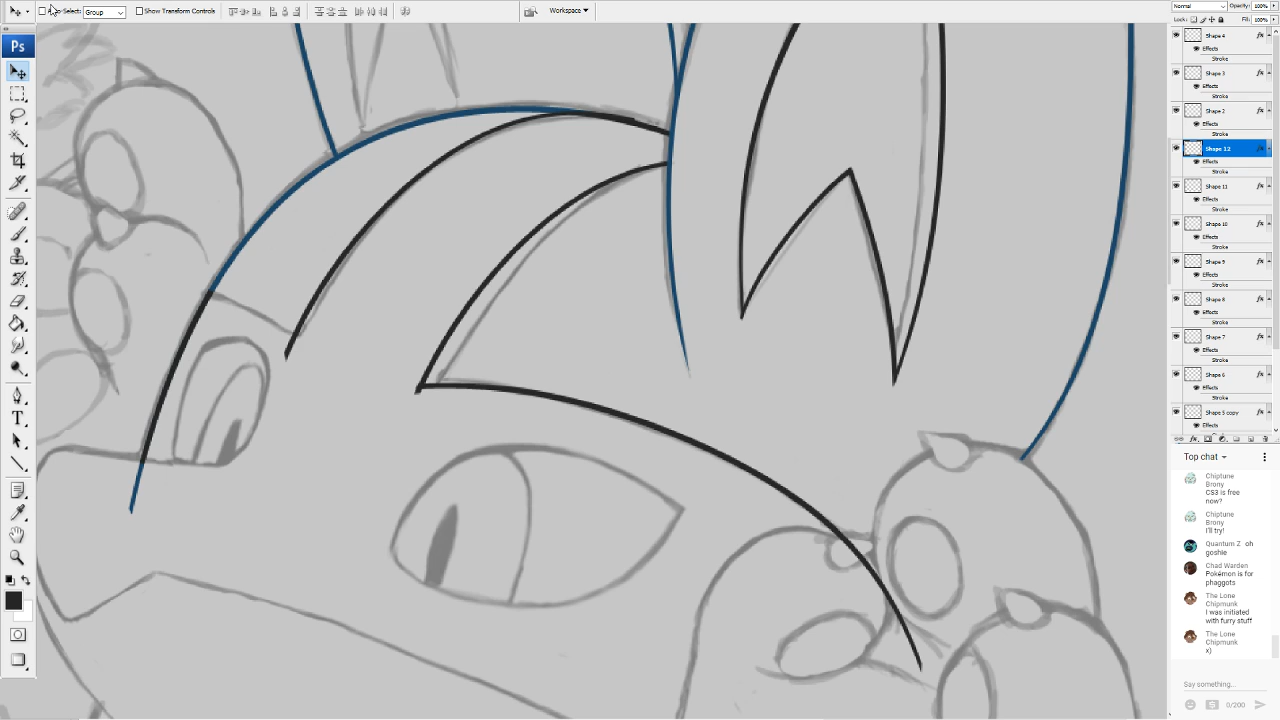 Group
Show Transform Controls
Workspace
Normal
Opacity: 100%
Lock:
Fill: 100%
Ps
T
Shape 4
Effects
Stroke
Shape 3
Effects
Stroke
Shape 2
Effects
Stroke
Shape 12
Effects
Stroke
Shape 11
Effects
Stroke
Shape 10
Effects
Stroke
Shape 9
Effects
Stroke
Shape 8
Effects
Stroke
Shape 7
Effects
Stroke
Shape 6
Effects
Stroke
Shape 5 copy
Effects
Top chat
Chiptune
Brony
CS3 is free
now?
Chiptune
Brony
I'll try!
Quantum Z oh
goshie
Chad Warden
Pokémon is for
phaggots
The Lone
Chipmunk
I was initiated
with furry stuff
The Lone
Chipmunk
x)
Say something...
0/200